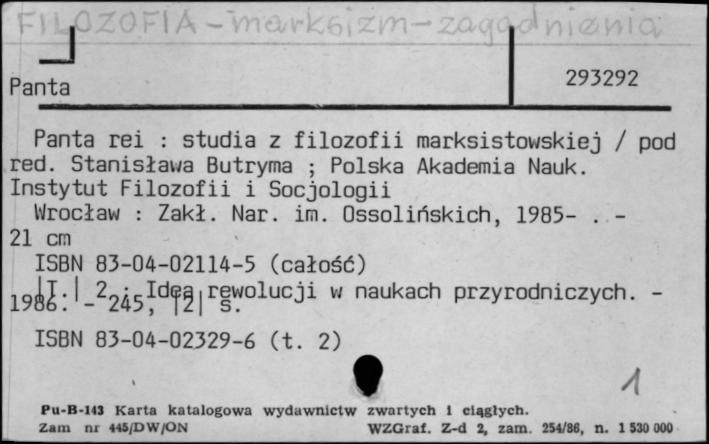 FILOZOFIA - marksizm - zagadnienia
Panta
293292
Panta rei : studia z filozofii marksistowskiej / pod
red. Stanisława Butryma ; Polska Akademia Nauk.
Instytut Filozofii i Socjologii
Wrocław : Zakł. Nar. im. Ossolińskich, 1985- . -
21 cm
ISBN 83-04-02114-5 (całość)
|T.| 2 : Idea rewolucji w naukach przyrodniczych. -
1986. - 245, |2| s.
ISBN 83-04-02329-6 (t. 2)
1
Pu-B-143 Karta katalogowa wydawnictw zwartych i ciągłych.
Zam nr 445/DW/ON WZGraf. Z-d 2, zam. 254/86, n. 1 530 000